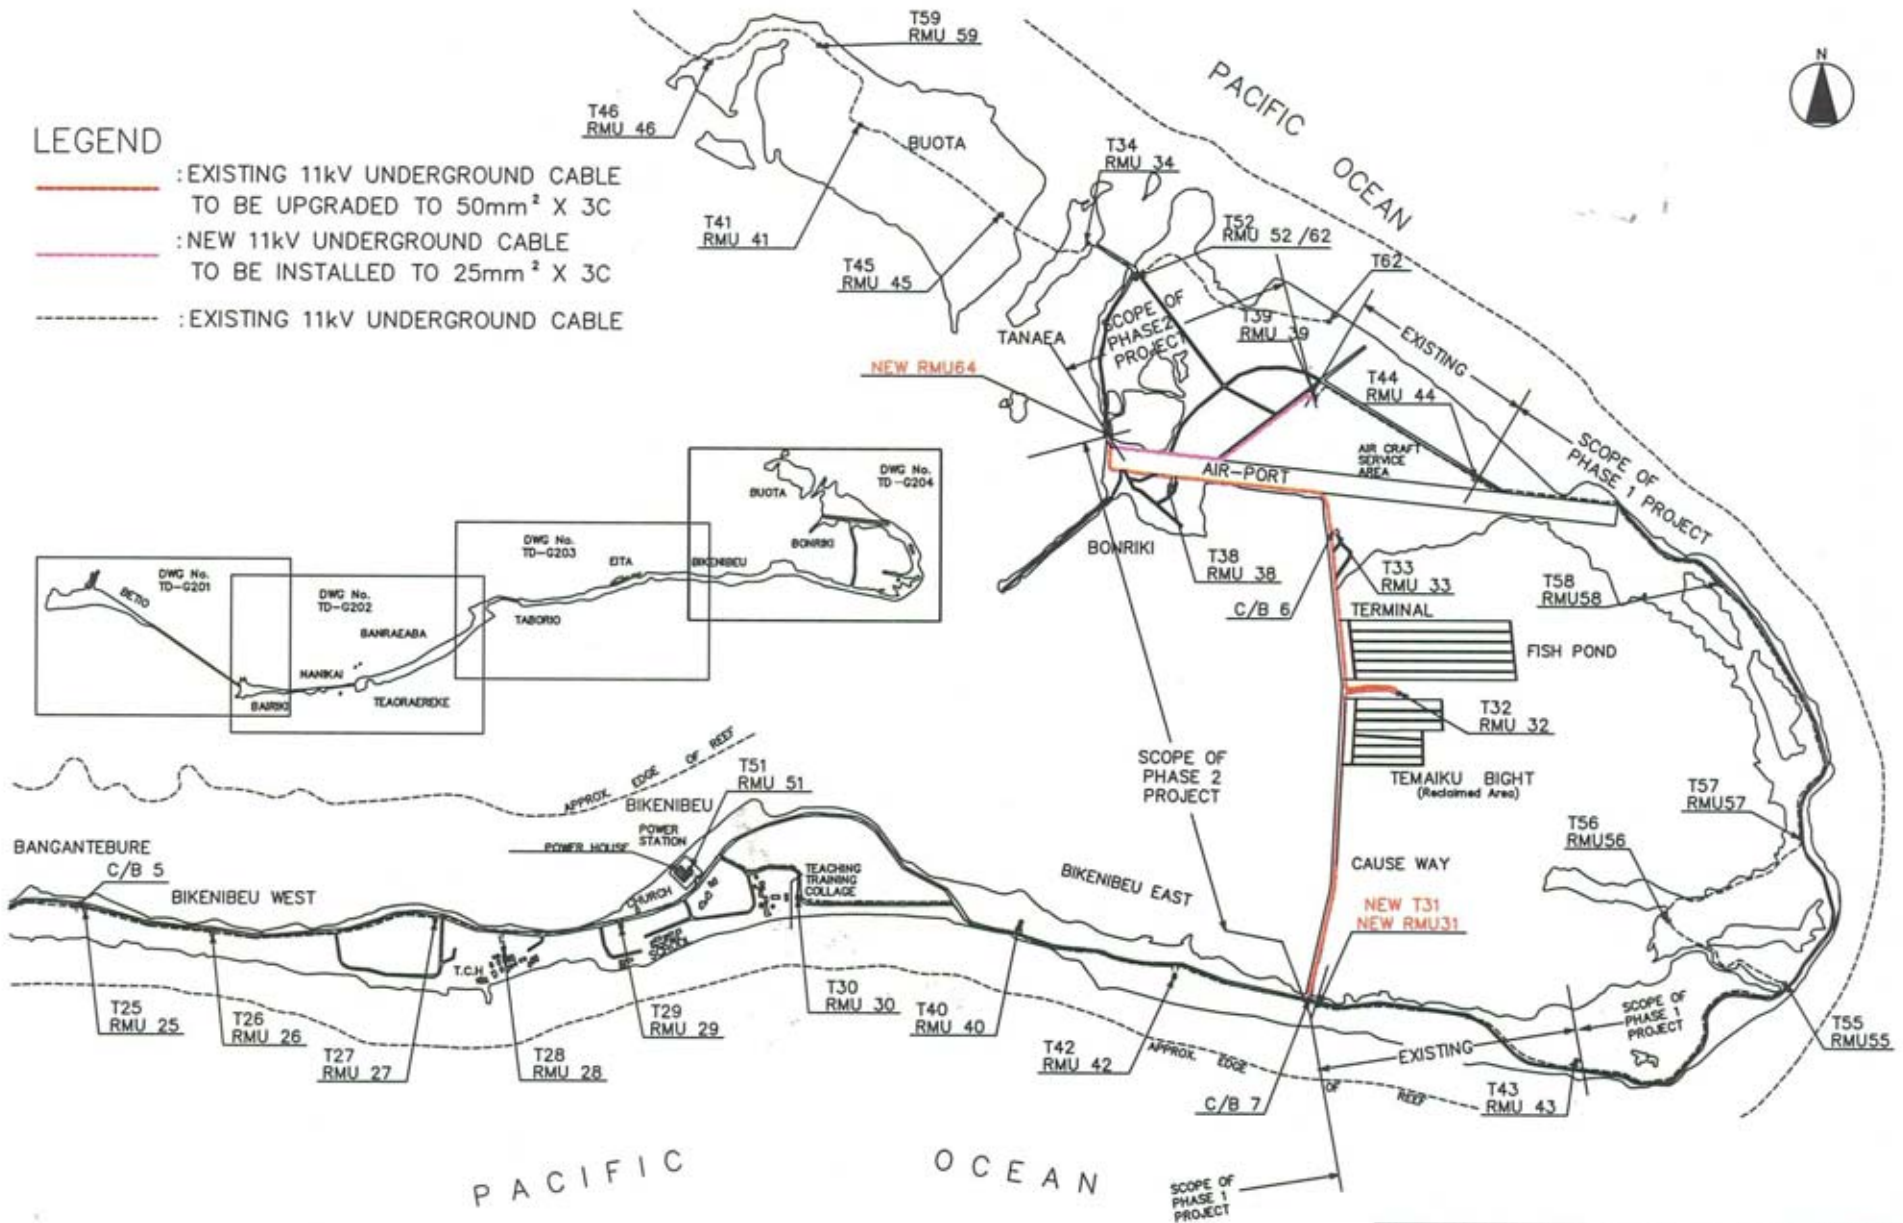 T59
RMU 59
N
PACIFIC
OCEAN
LEGEND
:EXISTING 11kV UNDERGROUND CABLE
TO BE UPGRADED TO 50mm² X 3C
:NEW 11kV UNDERGROUND CABLE
TO BE INSTALLED TO 25mm² X 3C
:EXISTING 11kV UNDERGROUND CABLE
T46
RMU 46
BUOTA
T34
RMU 34
T41
RMU 41
T52
RMU 52 /62
T45
RMU 45
T62
SCOPE OF
PHASE2
PROJECT
TANAEA
T39
RMU 39
EXISTING
NEW RMU64
T44
RMU 44
AIR CRAFT
SERVICE
AREA
SCOPE OF
PHASE 1 PROJECT
AIR-PORT
BONRIKI
T38
RMU 38
T33
RMU 33
C/B 6
T58
RMU58
TERMINAL
FISH POND
T32
RMU 32
TEMAIKU BIGHT
(Reclaimed Area)
SCOPE OF
PHASE 2
PROJECT
T57
RMU57
T56
RMU56
CAUSE WAY
NEW T31
NEW RMU31
DWG No.
TD-G201
BETIO
DWG No.
TD-G202
BANRAEABA
NANIKAI
BAIRIKI
TEAORAEREKE
DWG No.
TD-G203
EITA
TABORIO
BIKENIBEU
DWG No.
TD-G204
BUOTA
BONRIKI
APPROX. EDGE OF REEF
T51
RMU 51
BIKENIBEU
POWER
STATION
POWER HOUSE
BANGANTEBURE
C/B 5
BIKENIBEU WEST
CHURCH
TEACHING
TRAINING
COLLAGE
BIKENIBEU EAST
T.C.H
T25
RMU 25
T26
RMU 26
T27
RMU 27
T28
RMU 28
T29
RMU 29
T30
RMU 30
T40
RMU 40
T42
RMU 42
APPROX. EDGE OF REEF
C/B 7
EXISTING
T43
RMU 43
SCOPE OF
PHASE 1
PROJECT
T55
RMU55
PACIFIC OCEAN
SCOPE OF
PHASE 1
PROJECT